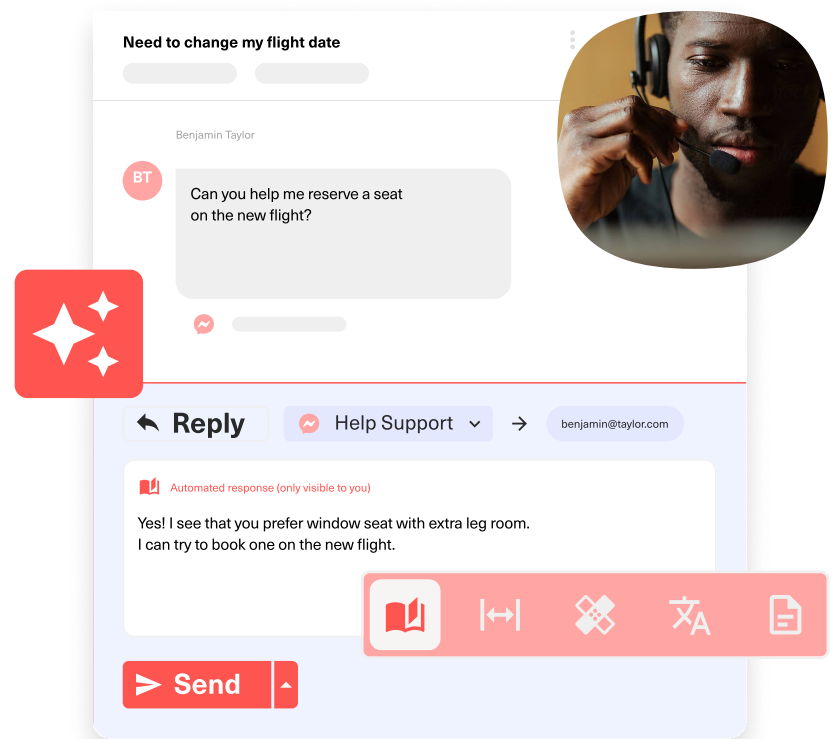 Need to change my flight date
Benjamin Taylor
BT
Can you help me reserve a seat
on the new flight?
Reply
Help Support
benjamin@taylor.com
Automated response (only visible to you)
Yes! I see that you prefer window seat with extra leg room.
I can try to book one on the new flight.
Send